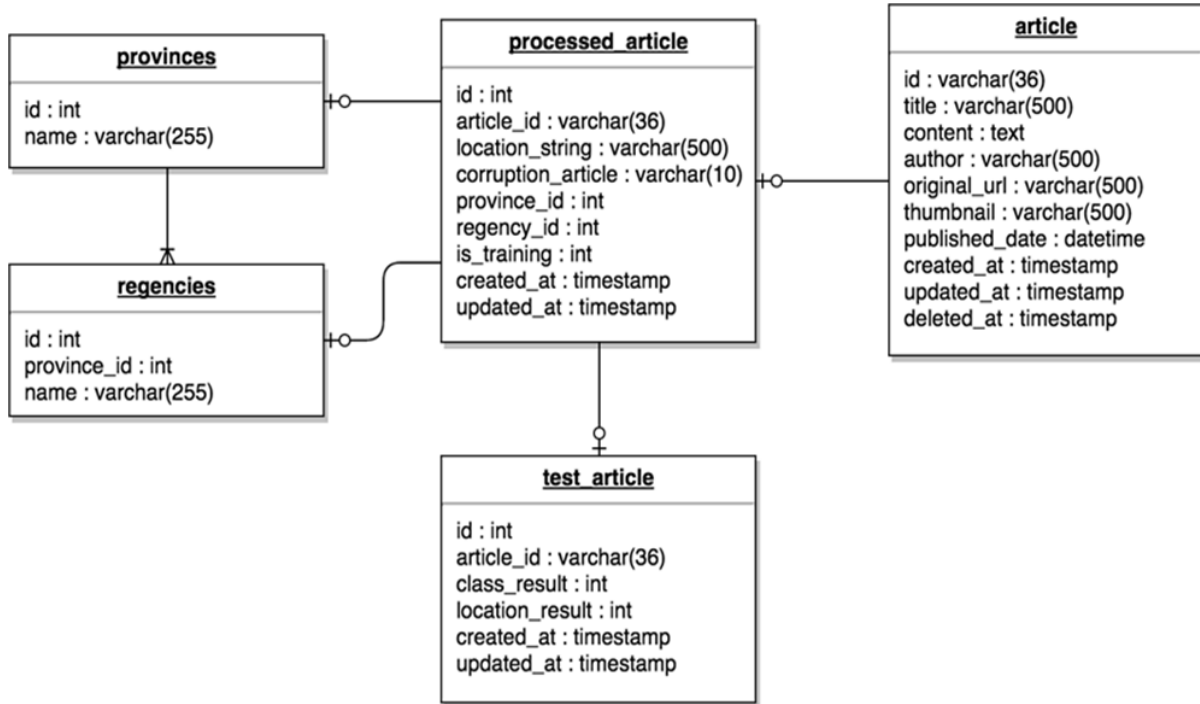 provinces
id : int
name : varchar(255)
regencies
id : int
province_id : int
name : varchar(255)
processed_article
id : int
article_id : varchar(36)
location_string : varchar(500)
corruption_article : varchar(10)
province_id : int
regency_id : int
is_training : int
created_at : timestamp
updated_at : timestamp
test_article
id : int
article_id : varchar(36)
class_result : int
location_result : int
created_at : timestamp
updated_at : timestamp
article
id : varchar(36)
title : varchar(500)
content : text
author : varchar(500)
original_url : varchar(500)
thumbnail : varchar(500)
published_date : datetime
created_at : timestamp
updated_at : timestamp
deleted_at : timestamp